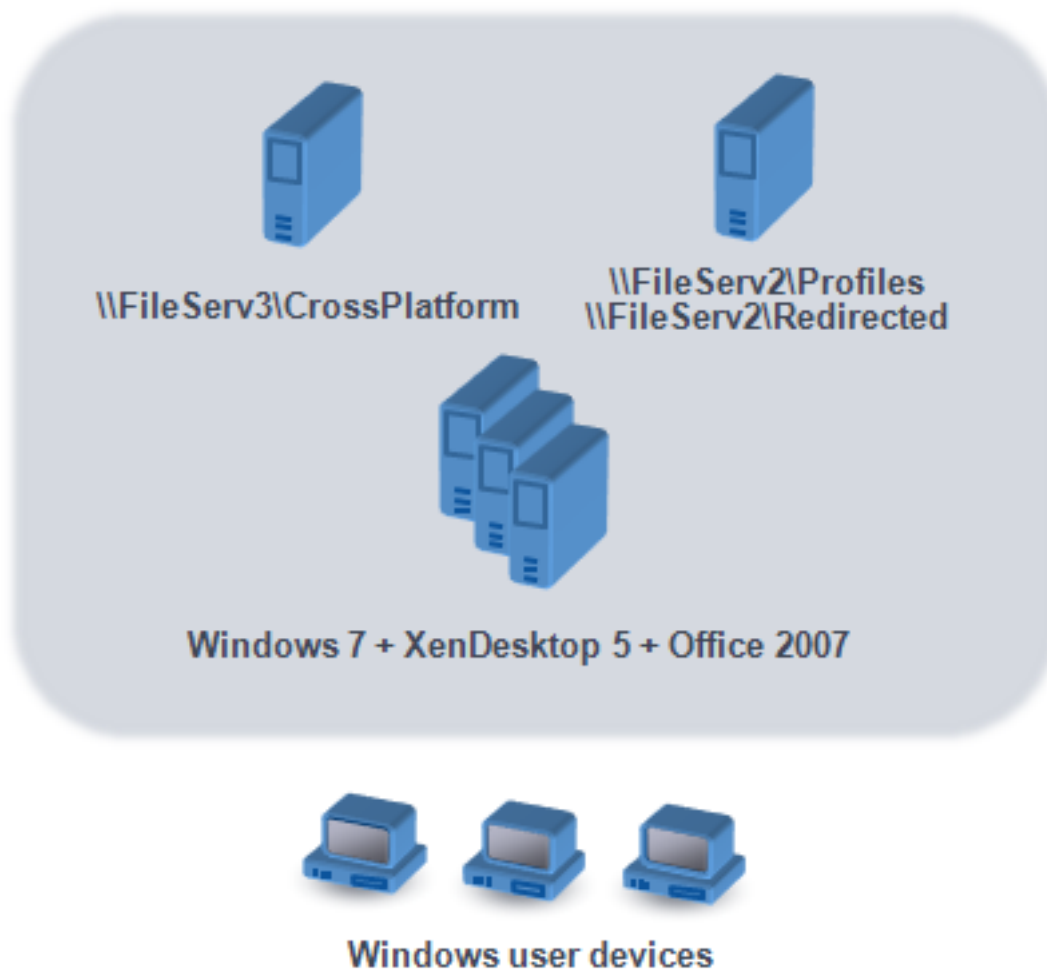 \\FileServ3\CrossPlatform
\\FileServ2\Profiles
\\FileServ2\Redirected
Windows 7 + XenDesktop 5 + Office 2007
Windows user devices